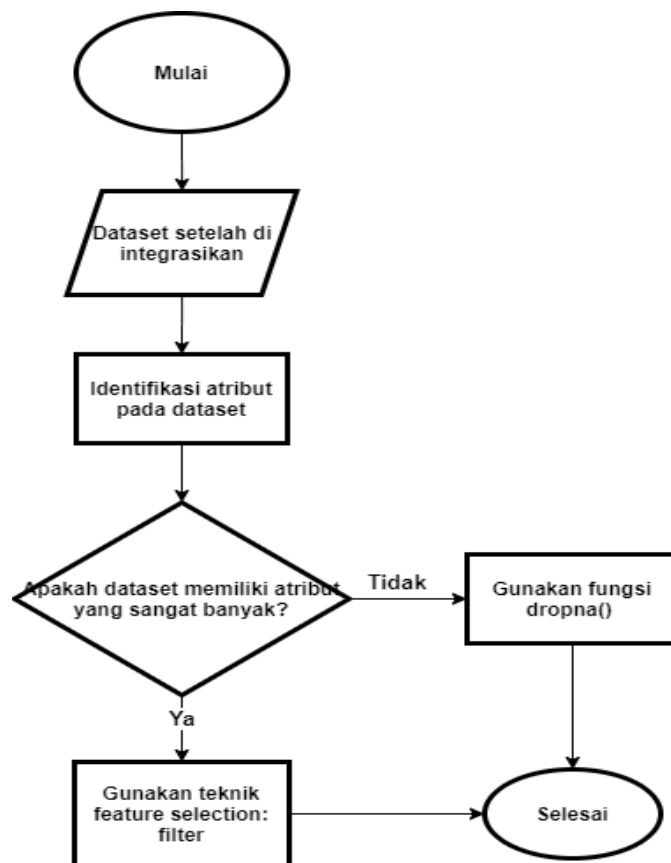 Mulai
Dataset setelah di
integrasikan
Identifikasi atribut
pada dataset
Apakah dataset memiliki atribut
yang sangat banyak?
Tidak
Gunakan fungsi
dropna()
Ya
Gunakan teknik
feature selection:
filter
Selesai